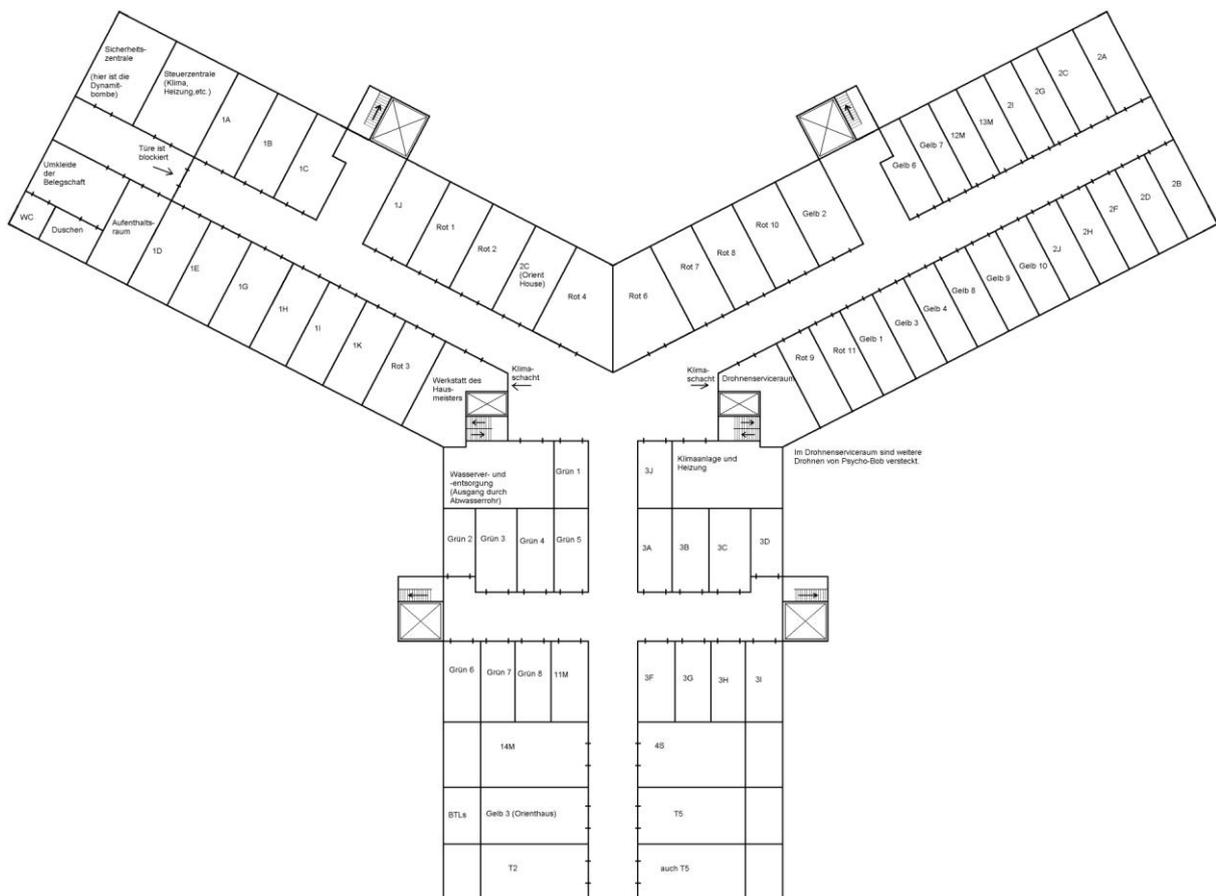 Sicherheits-
zentrale
(hier ist die
Dynamit-
bombe)
Steuerzentrale
(Klima,
Heizung,etc.)
1A
1B
1C
Türe ist
blockiert
Umkleide
der
Belegschaft
WC
Duschen
Aufenthalts-
raum
1D
1E
1G
1H
1I
1K
Rot 3
Werkstatt des
Haus-
meisters
Klima-
schacht
1J
Rot 1
Rot 2
2C
(Orient
House)
Rot 4
Rot 6
Rot 7
Rot 8
Rot 10
Gelb 2
Gelb 6
Gelb 7
12M
13M
2I
2G
2C
2A
Klima-
schacht
Drohnenserviceraum
Rot 9
Rot 11
Gelb 1
Gelb 3
Gelb 4
Gelb 8
Gelb 9
Gelb 10
2J
2H
2F
2D
2B
Im Drohnenserviceraum sind weitere
Drohnen von Psycho-Bob versteckt.
Wasserver- und
-entsorgung
(Ausgang durch
Abwasserrohr)
Grün 1
Grün 2
Grün 3
Grün 4
Grün 5
3J
Klimaanlage und
Heizung
3A
3B
3C
3D
Grün 6
Grün 7
Grün 8
11M
3F
3G
3H
3I
14M
4S
BTLs
Gelb 3 (Orienthaus)
T5
T2
auch T5